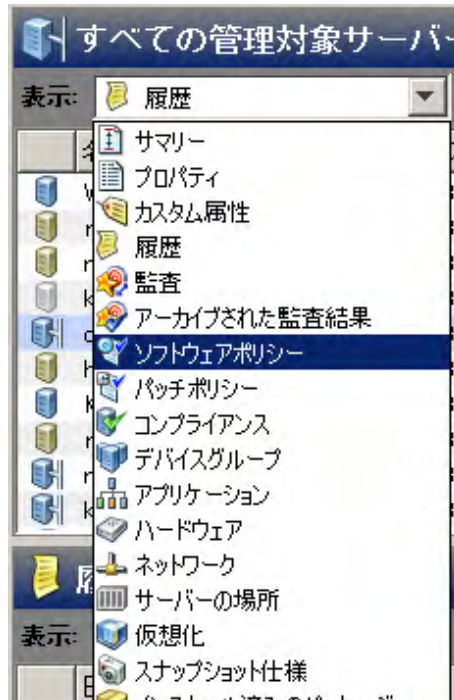 すべての管理対象サーバー
表示: 履歴
サマリー
プロパティ
カスタム属性
履歴
監査
アーカイブされた監査結果
ソフトウェアポリシー
パッチポリシー
コンプライアンス
デバイスグループ
アプリケーション
ハードウェア
ネットワーク
サーバーの場所
表示: 仮想化
スナップショット仕様